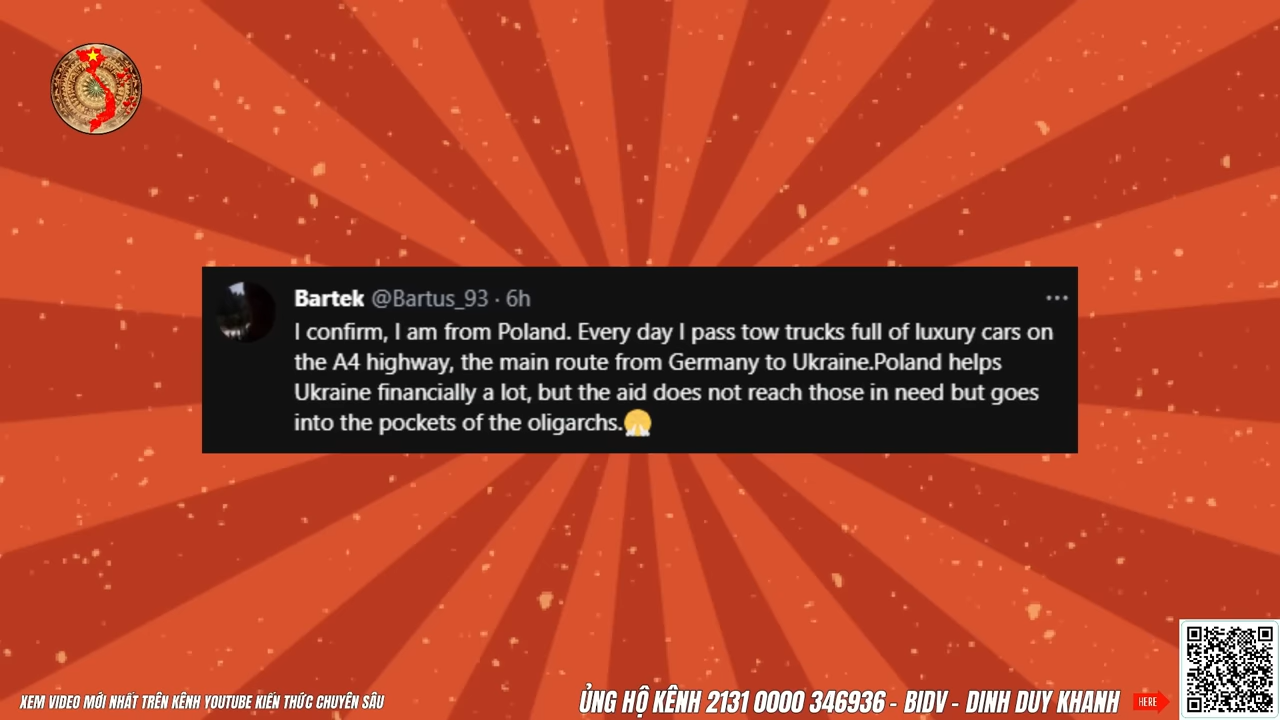 Bartek @Bartus_93 · 6h
I confirm, I am from Poland. Every day I pass tow trucks full of luxury cars on
the A4 highway, the main route from Germany to Ukraine.Poland helps
Ukraine financially a lot, but the aid does not reach those in need but goes
into the pockets of the oligarchs.
XEM VIDEO MỚI NHẤT TRÊN KÊNH YOUTUBE KIẾN THỨC CHUYÊN SÂU
ỦNG HỘ KÊNH 2131 0000 346936 - BIDV - DINH DUY KHANH
HERE